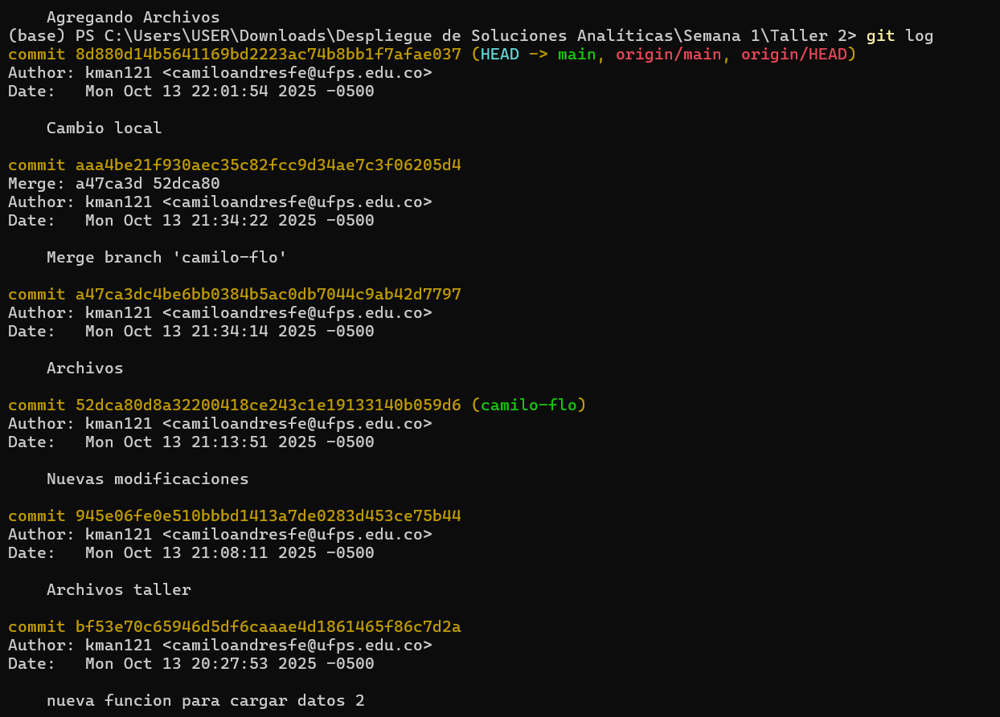 Agregando Archivos
(base) PS C:\Users\USER\Downloads\Despliegue de Soluciones Analíticas\Semana 1\Taller 2> git log
commit 8d880d14b5641169bd2223ac74b8bb1f7afae037 (HEAD -> main, origin/main, origin/HEAD)
Author: kman121 <camiloandresfe@ufps.edu.co>
Date:   Mon Oct 13 22:01:54 2025 -0500
Cambio local
commit aaa4be21f930aec35c82fcc9d34ae7c3f06205d4
Merge: a47ca3d 52dca80
Author: kman121 <camiloandresfe@ufps.edu.co>
Date:   Mon Oct 13 21:34:22 2025 -0500
Merge branch 'camilo-flo'
commit a47ca3dc4be6bb0384b5ac0db7044c9ab42d7797
Author: kman121 <camiloandresfe@ufps.edu.co>
Date:   Mon Oct 13 21:34:14 2025 -0500
Archivos
commit 52dca80d8a32200418ce243c1e19133140b059d6 (camilo-flo)
Author: kman121 <camiloandresfe@ufps.edu.co>
Date:   Mon Oct 13 21:13:51 2025 -0500
Nuevas modificaciones
commit 945e06fe0e510bbbd1413a7de0283d453ce75b44
Author: kman121 <camiloandresfe@ufps.edu.co>
Date:   Mon Oct 13 21:08:11 2025 -0500
Archivos taller
commit bf53e70c65946d5df6caaae4d1861465f86c7d2a
Author: kman121 <camiloandresfe@ufps.edu.co>
Date:   Mon Oct 13 20:27:53 2025 -0500
nueva funcion para cargar datos 2